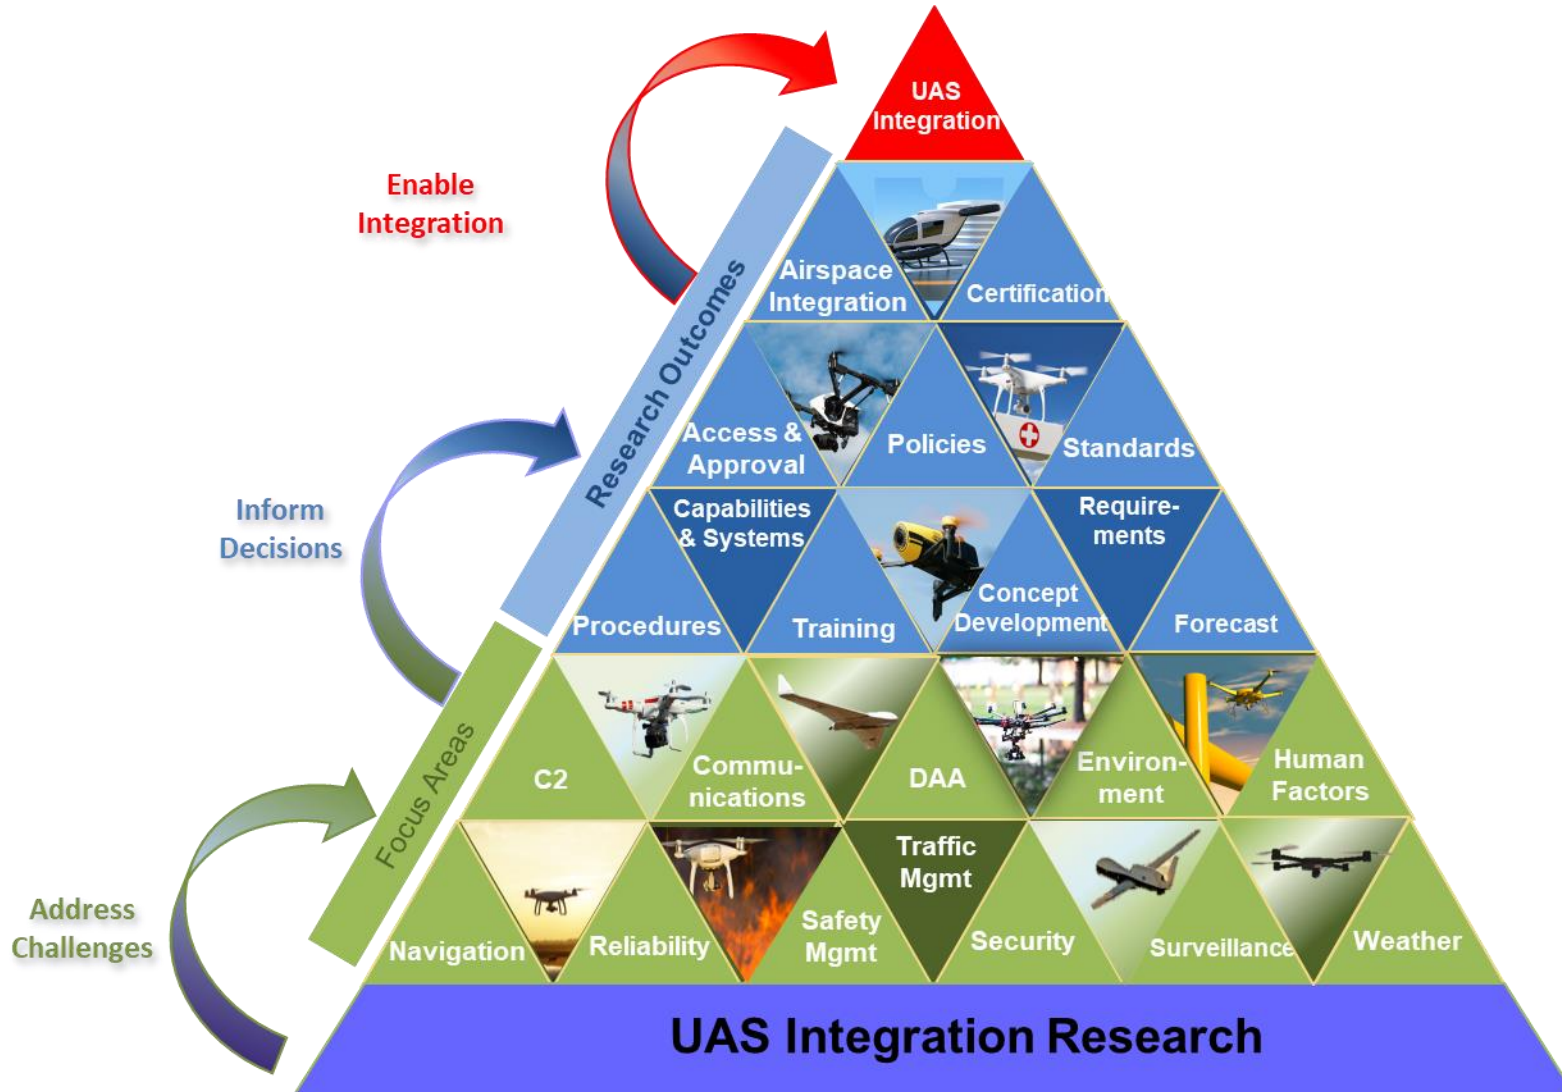 UAS
Integration
Enable
Integration
Research Outcomes
Airspace
Integration
Certification
Access &
Approval
Policies
Standards
Inform
Decisions
Capabilities
& Systems
Require-
ments
Procedures
Training
Concept
Development
Forecast
Focus Areas
C2
Commu-
nications
DAA
Environ-
ment
Human
Factors
Address
Challenges
Traffic
Mgmt
Navigation
Reliability
Safety
Mgmt
Security
Surveillance
Weather
UAS Integration Research